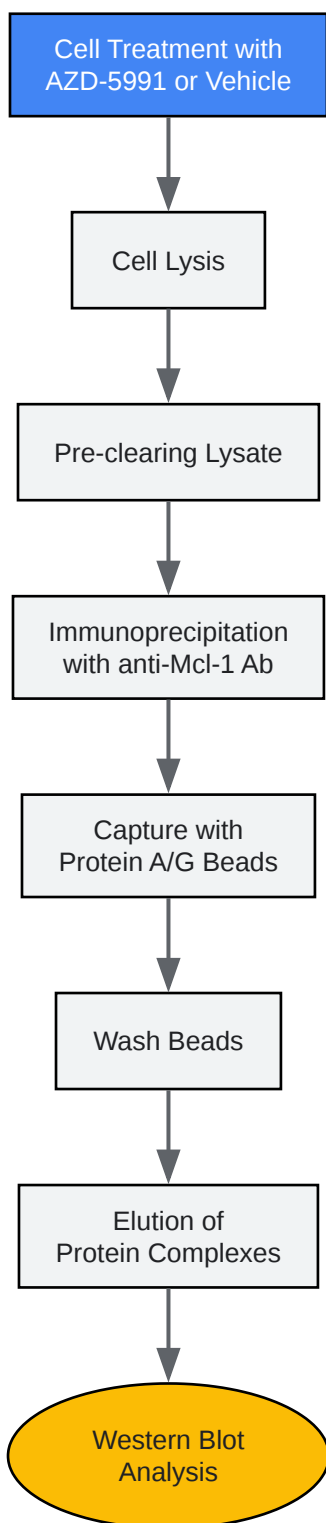 Cell Treatment with
AZD-5991 or Vehicle
Cell Lysis
Pre-clearing Lysate
Immunoprecipitation
with anti-Mcl-1 Ab
Capture with
Protein A/G Beads
Wash Beads
Elution of
Protein Complexes
Western Blot
Analysis